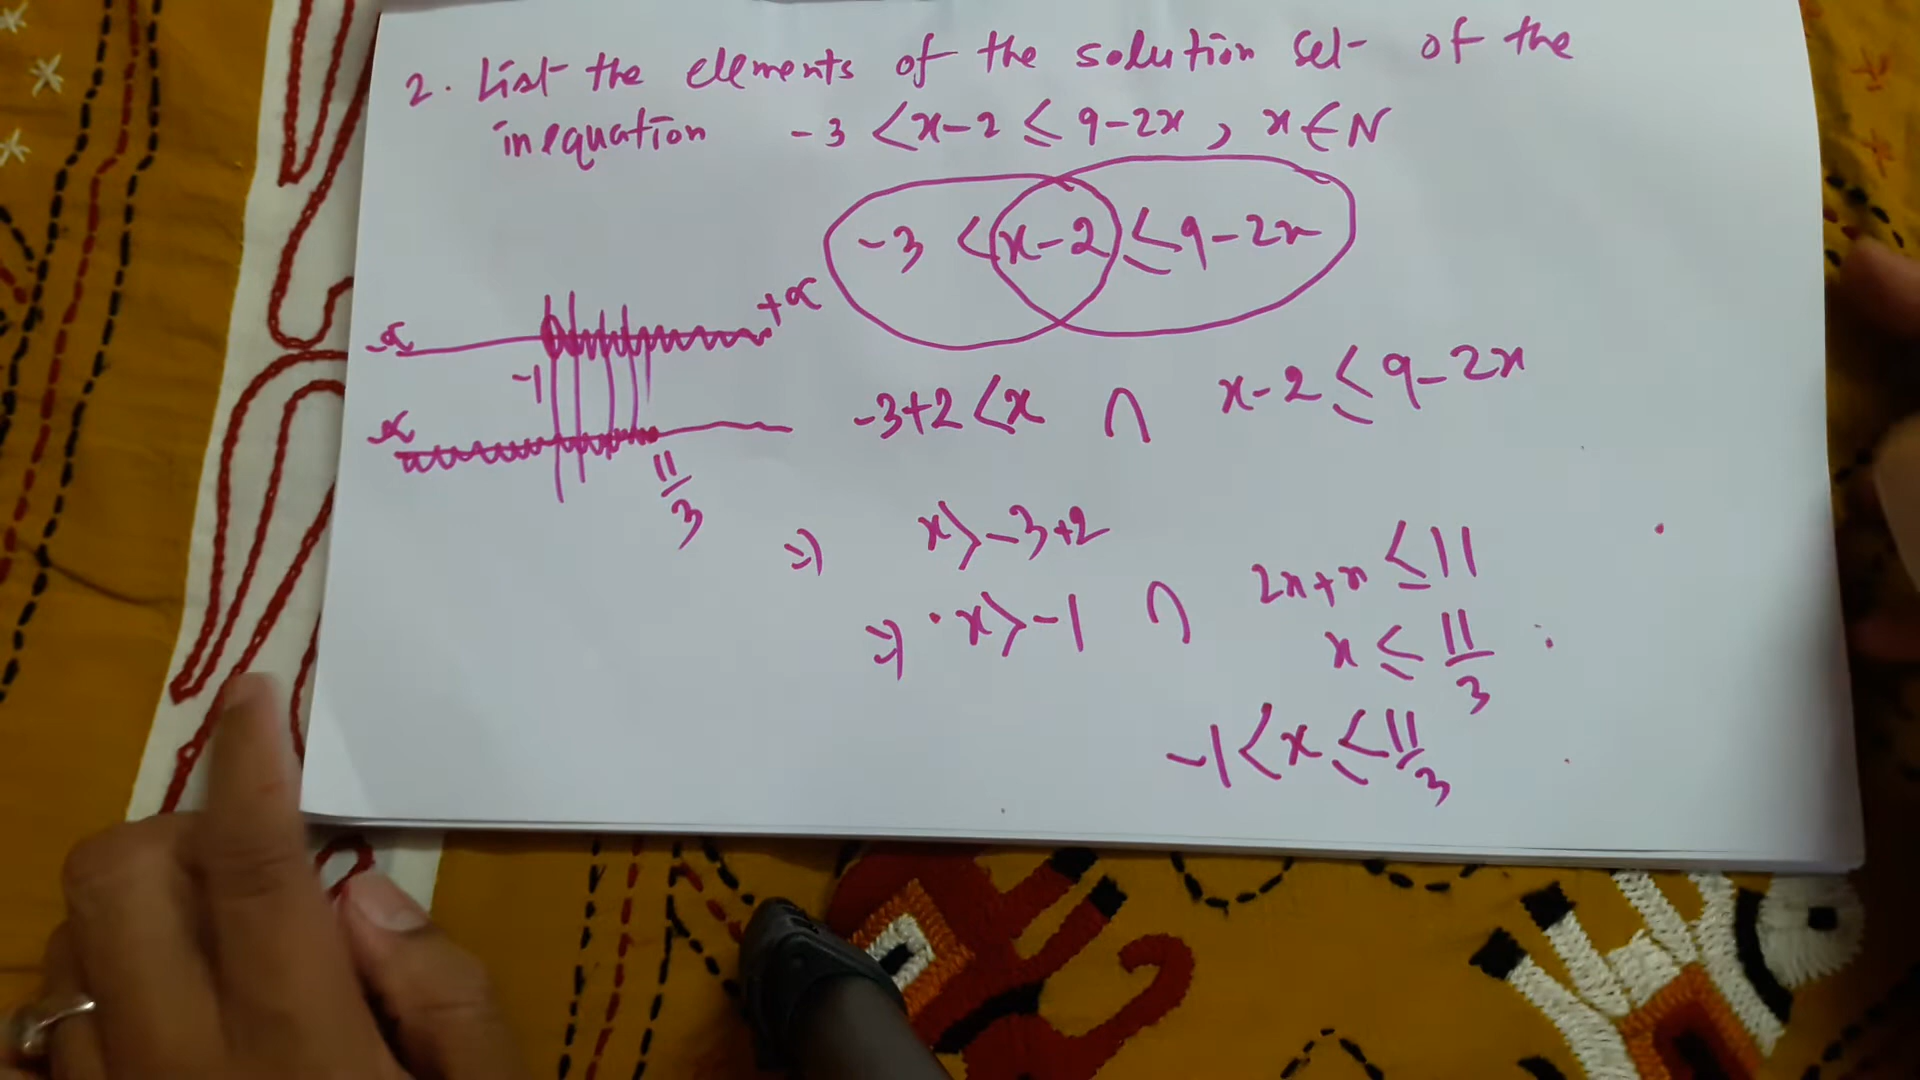 2. List the elements of the solution set of the
inequation -3 < x-2 ≤ 9-2x, x∈N
-3 < x-2 ≤ 9-2x
-∝ +∝
-1
-∝
11/3
-3+2 < x ∩ x-2 ≤ 9-2x
⇒) x > -3+2
2x+x ≤ 11
⇒) x > -1 ∩ x ≤ 11/3
-1 < x ≤ 11/3